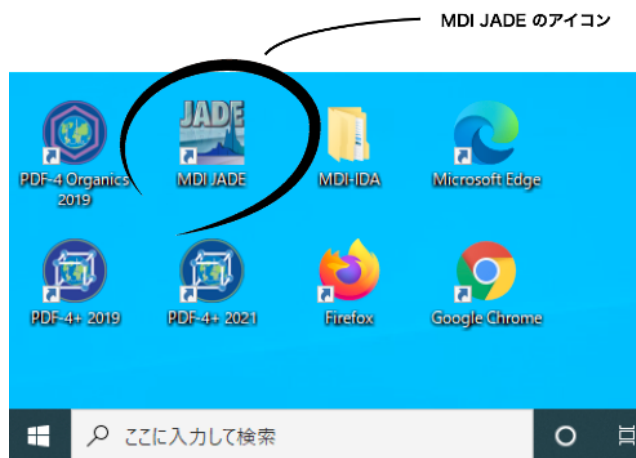 MDI JADE のアイコン
JADE
PDF-4 Organics
2019
MDI JADE
MDI-IDA
Microsoft Edge
PDF-4+ 2019
PDF-4+ 2021
Firefox
Google Chrome
ここに入力して検索